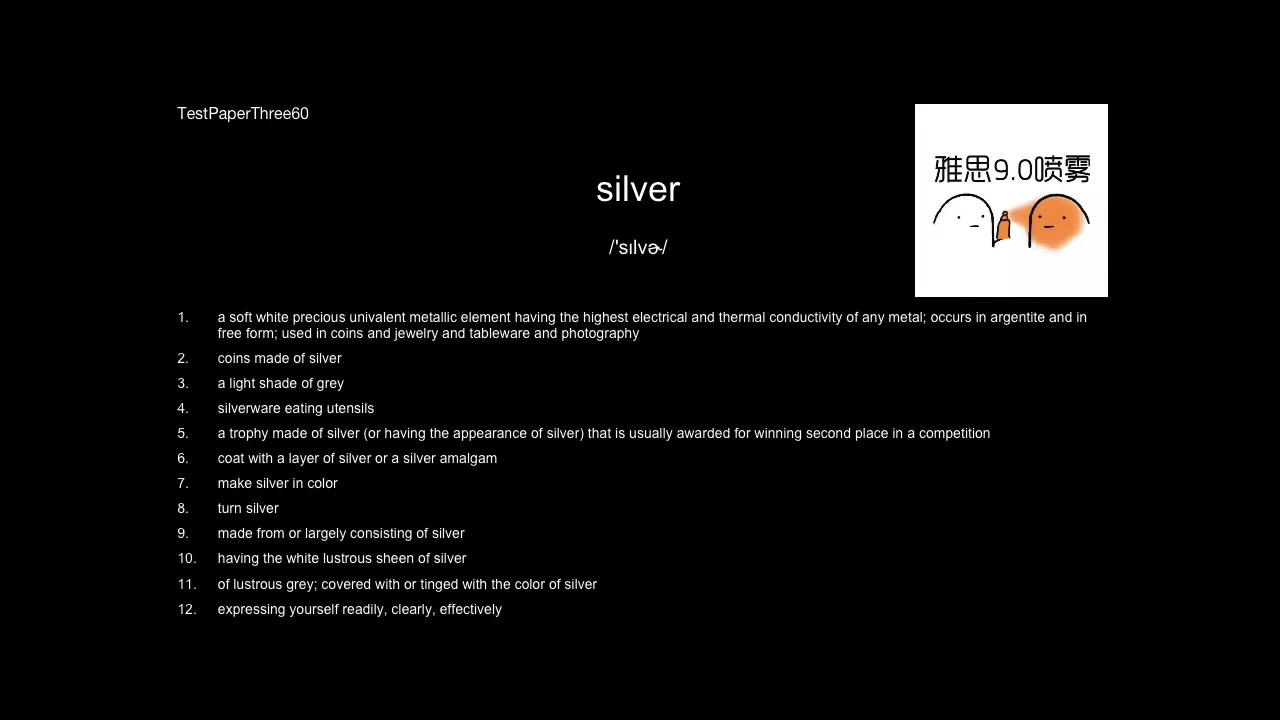 TestPaperThree60
雅思9.0喷雾
silver
/'sɪlvɚ/
1. a soft white precious univalent metallic element having the highest electrical and thermal conductivity of any metal; occurs in argentite and in
free form; used in coins and jewelry and tableware and photography
2. coins made of silver
3. a light shade of grey
4. silverware eating utensils
5. a trophy made of silver (or having the appearance of silver) that is usually awarded for winning second place in a competition
6. coat with a layer of silver or a silver amalgam
7. make silver in color
8. turn silver
9. made from or largely consisting of silver
10. having the white lustrous sheen of silver
11. of lustrous grey; covered with or tinged with the color of silver
12. expressing yourself readily, clearly, effectively